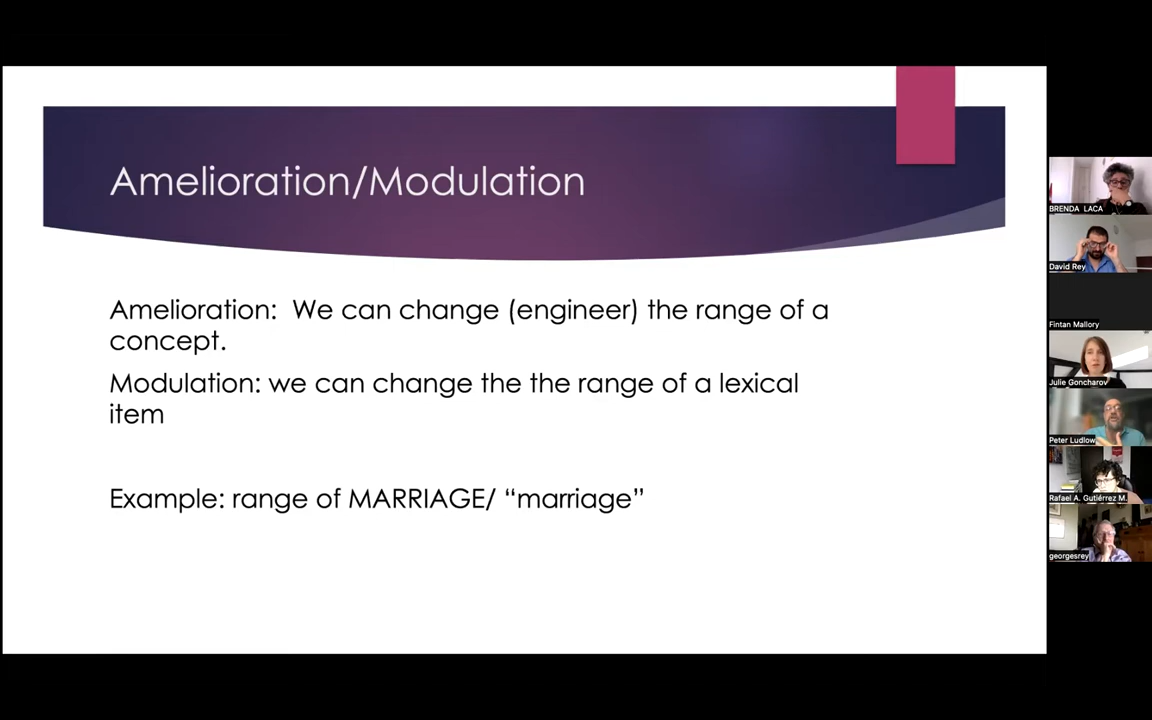 Amelioration/Modulation
Amelioration:  We can change (engineer) the range of a
concept.
Modulation: we can change the the range of a lexical
item
Example: range of MARRIAGE/ “marriage”
BRENDA LACA
David Rey
Fintan Mallory
Julie Goncharov
Peter Ludlow
Rafael A. Gutiérrez M.
georgesrey